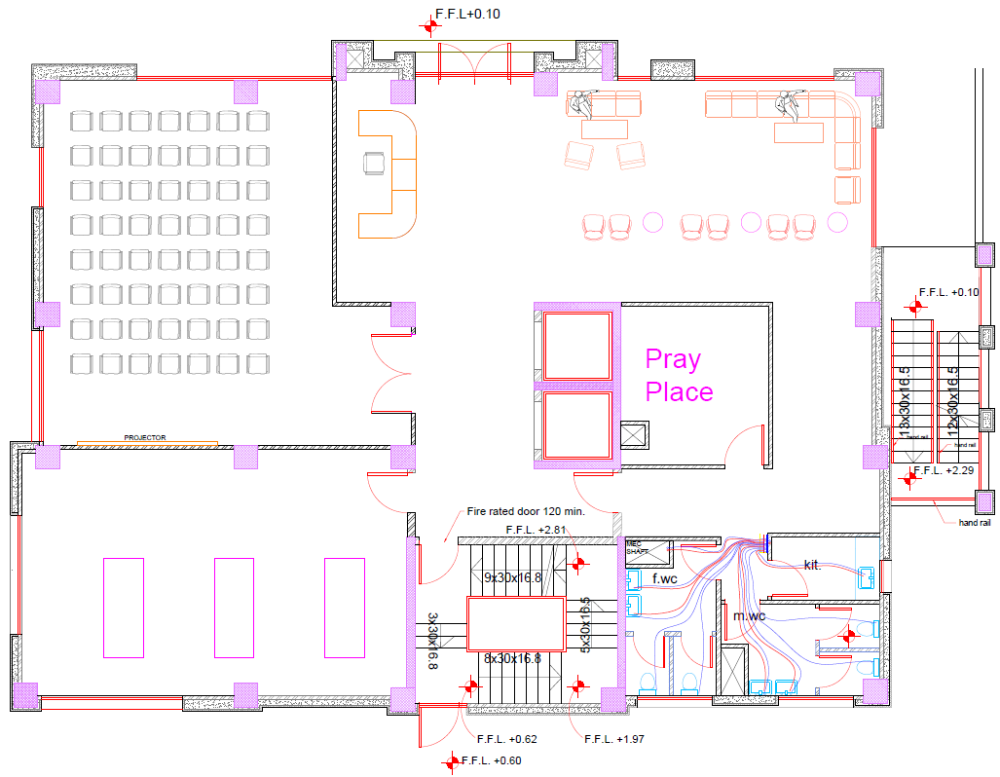 F.F.L+0.10
F.F.L. +0.10
Pray
Place
13x30x16.5
12x30x16.5
hand rail
hand rail
PROJECTOR
F.F.L. +2.29
Fire rated door 120 min.
hand rail
F.F.L. +2.81
MEC
SHAFT
9x30x16.8
f.wc
kit.
3x30x16.8
5x30x16.5
m.wc
8x30x16.8
F.F.L. +0.62
F.F.L. +1.97
F.F.L. +0.60